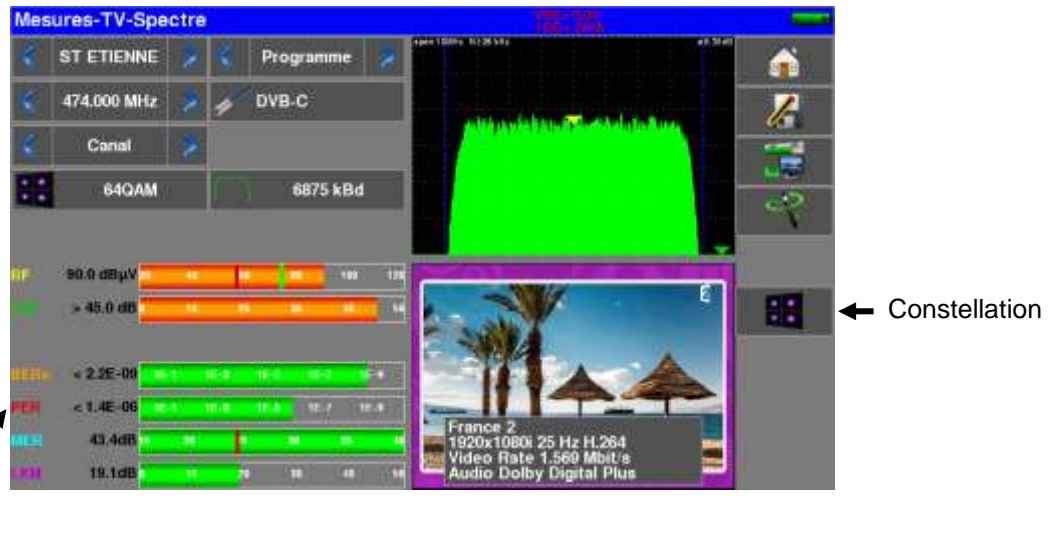 Mesures-TV-Spectre
ST ETIENNE
Programme
474.000 MHz
DVB-C
Canal
64QAM
6875 kBd
RF 90.0 dBµV
> 45.0 dB
< 2.2E-09
PER < 1.4E-06
MER 43.4dB
LKM 19.1dB
France 2
1920x1080i 25 Hz H.264
Video Rate 1.560 Mbit/s
Audio Dolby Digital Plus
Constellation